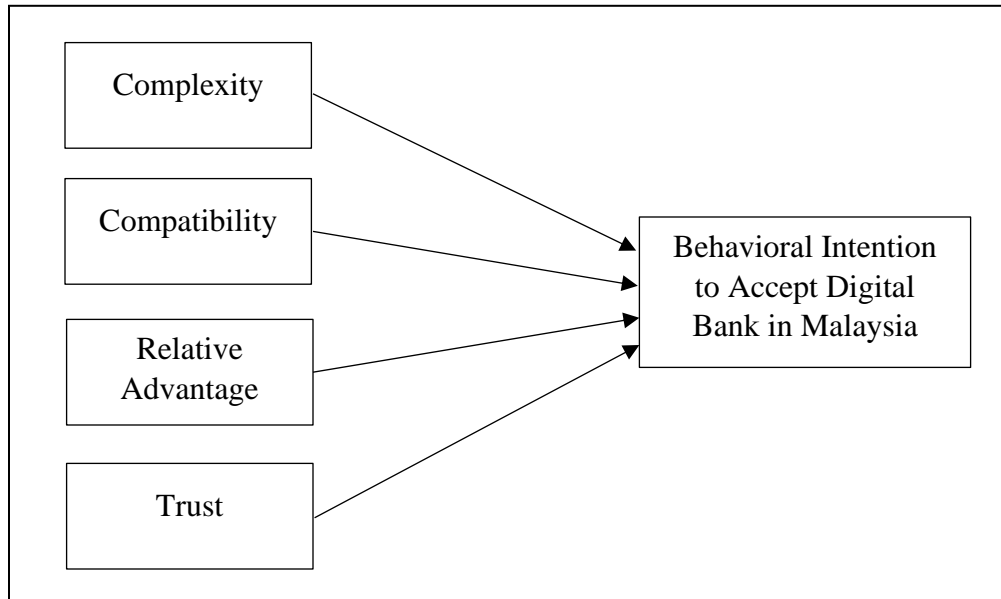 Complexity
Compatibility
Relative
Advantage
Trust
Behavioral Intention
to Accept Digital
Bank in Malaysia